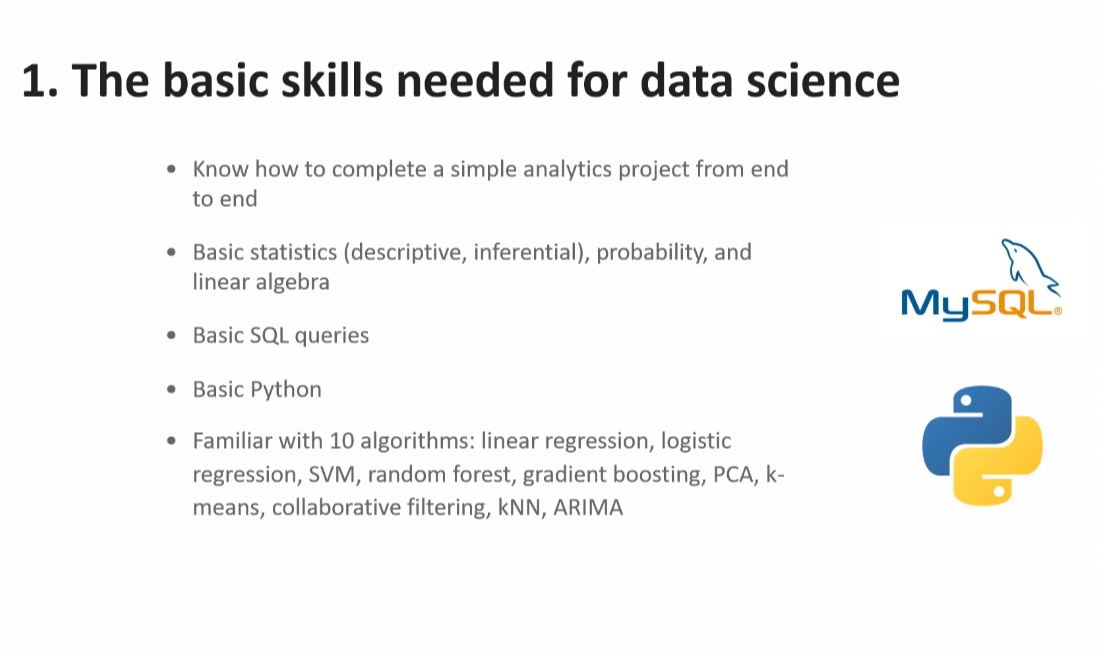 1. The basic skills needed for data science
• Know how to complete a simple analytics project from end
to end
• Basic statistics (descriptive, inferential), probability, and
linear algebra
• Basic SQL queries
• Basic Python
• Familiar with 10 algorithms: linear regression, logistic
regression, SVM, random forest, gradient boosting, PCA, k-
means, collaborative filtering, kNN, ARIMA
MySQL®